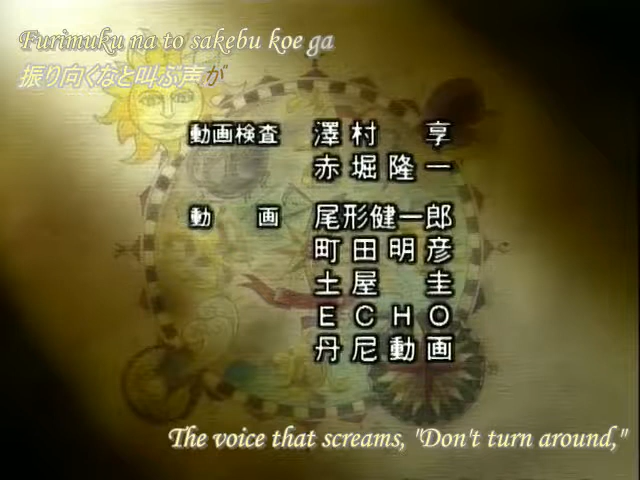 Furimuku na to sakebu koe ga
振り向くなと叫ぶ声が
動画検査 澤村 享
赤堀隆一
動 画 尾形健一郎
町田明彦
土屋 圭
ECHO
丹尼動画
The voice that screams, "Don't turn around,"